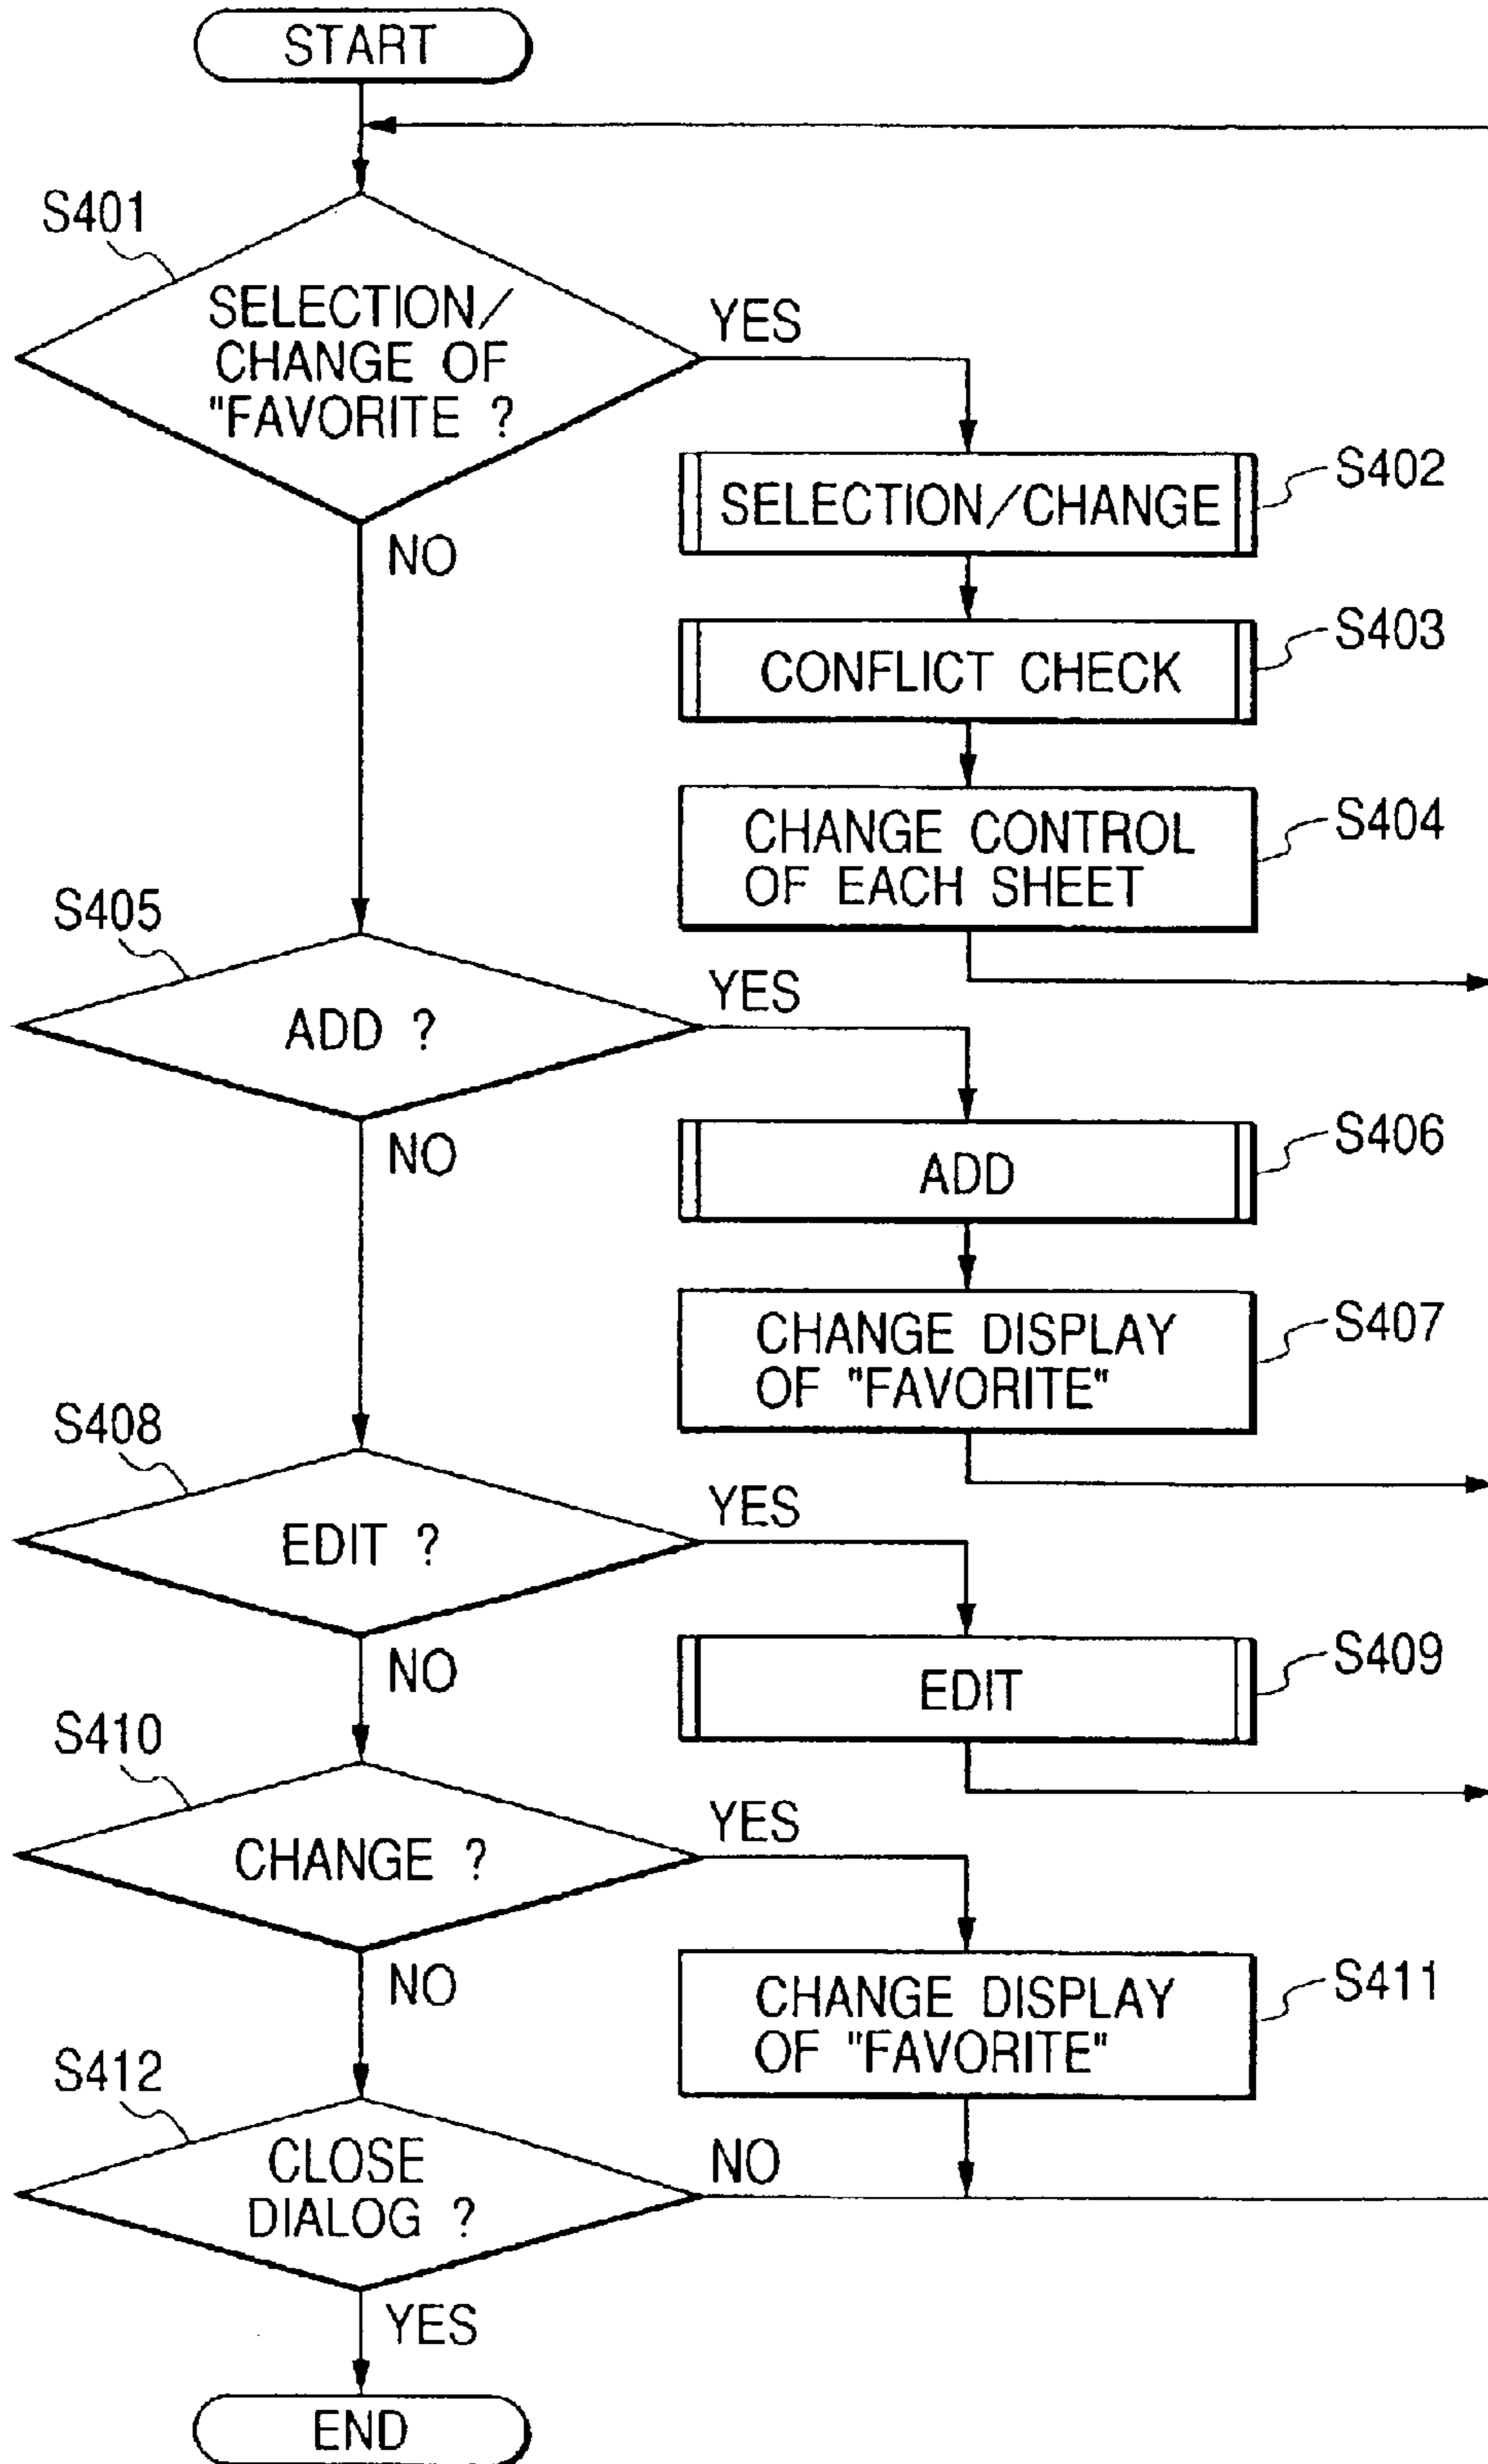 START
S401
SELECTION/
CHANGE OF
"FAVORITE ?
YES
NO
SELECTION/CHANGE
S402
CONFLICT CHECK
S403
CHANGE CONTROL
OF EACH SHEET
S404
S405
ADD ?
YES
NO
ADD
S406
CHANGE DISPLAY
OF "FAVORITE"
S407
S408
EDIT ?
YES
NO
EDIT
S409
S410
CHANGE ?
YES
NO
CHANGE DISPLAY
OF "FAVORITE"
S411
S412
CLOSE
DIALOG ?
NO
YES
END